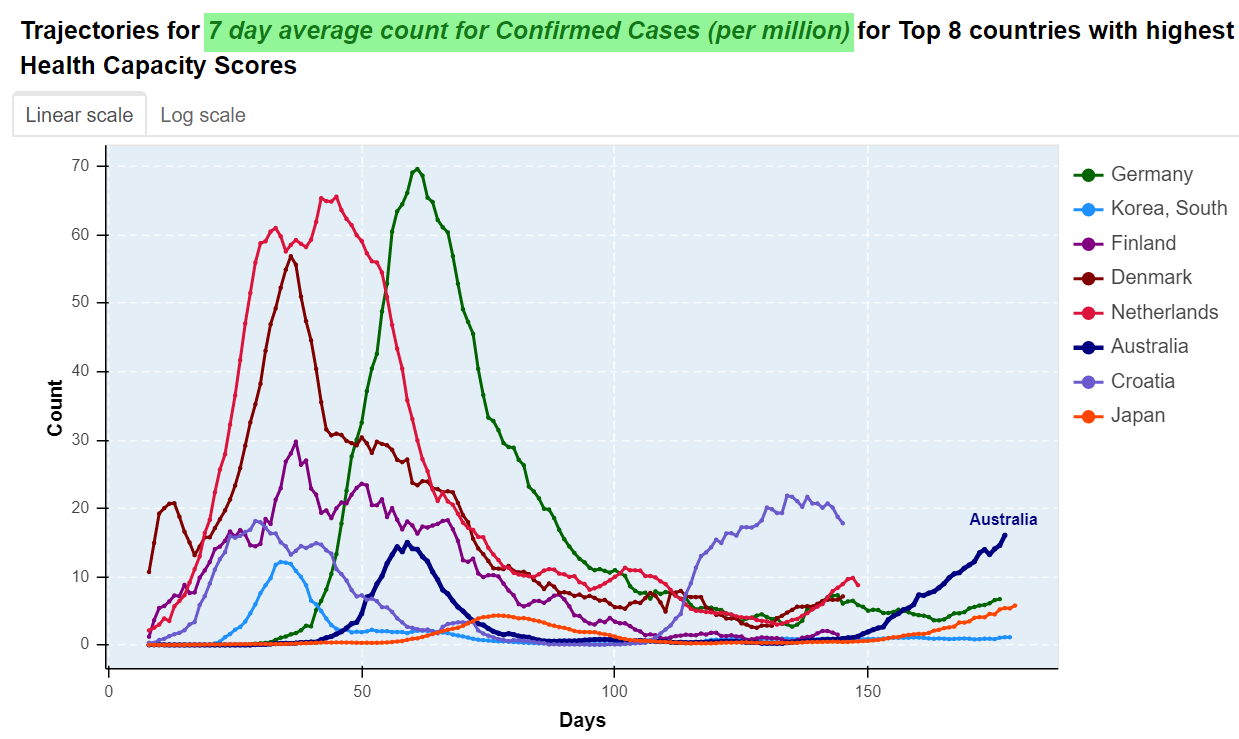 Trajectories for 7 day average count for Confirmed Cases (per million) for Top 8 countries with highest
Health Capacity Scores
Linear scale
Log scale
70
60
50
40
30
20
10
0
Count
0
50
100
150
Days
Australia
Germany
Korea, South
Finland
Denmark
Netherlands
Australia
Croatia
Japan